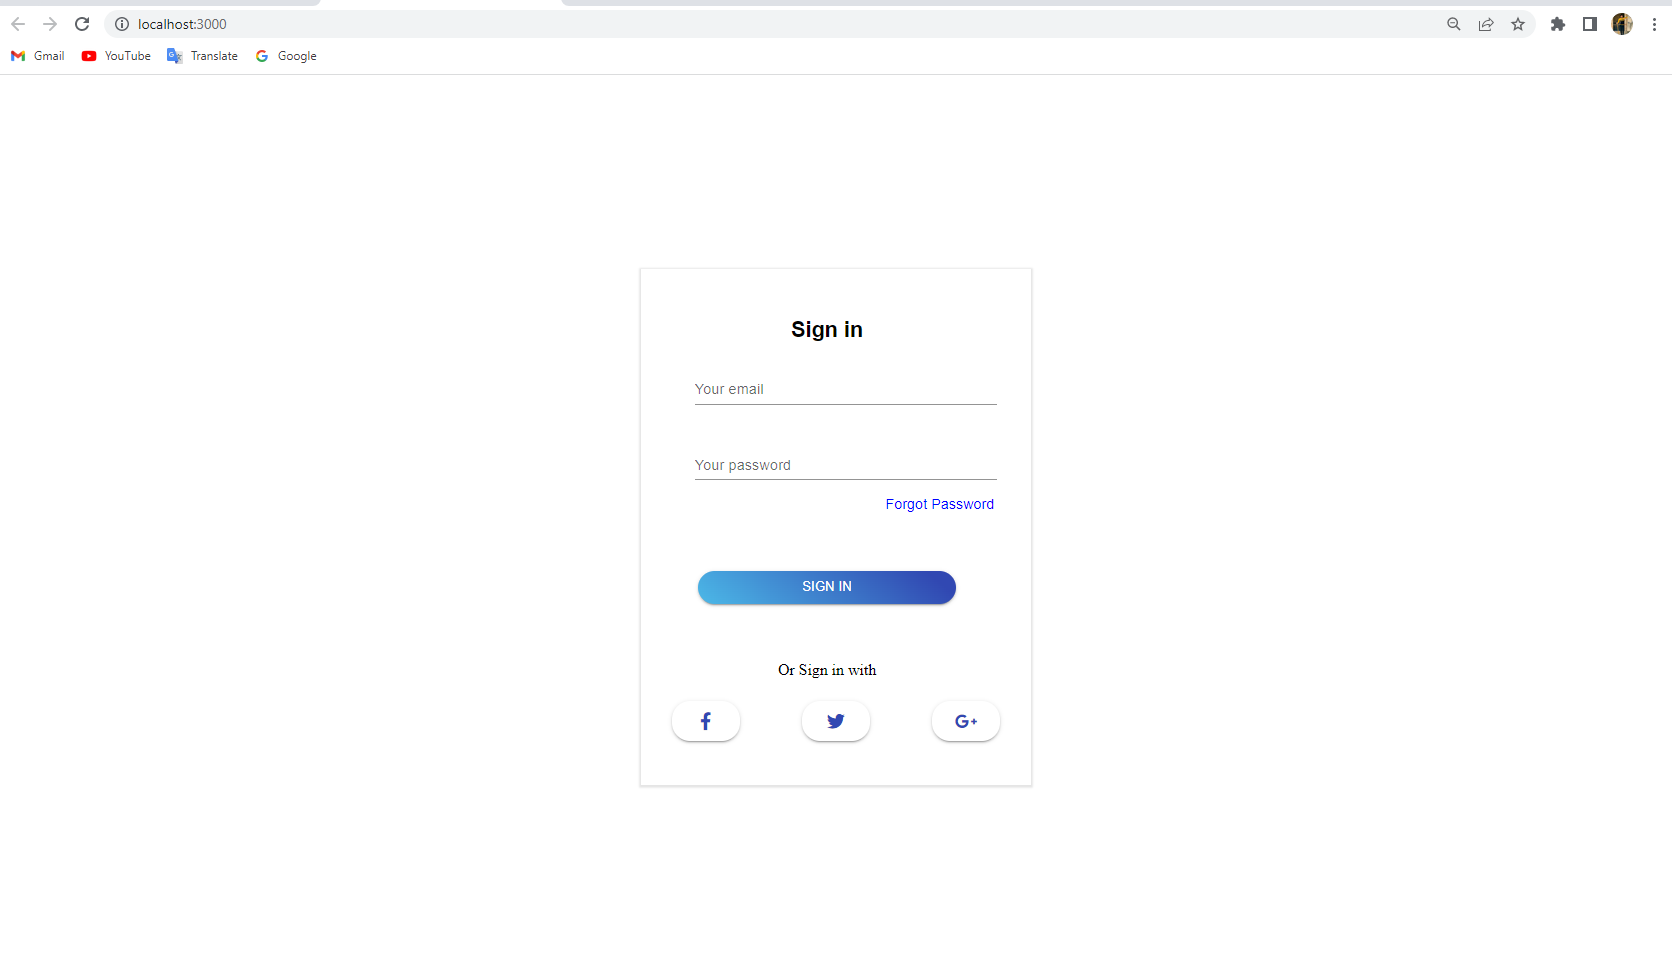 localhost:3000
Gmail YouTube Translate Google
Sign in
Your email
Your password
Forgot Password
SIGN IN
Or Sign in with
G+